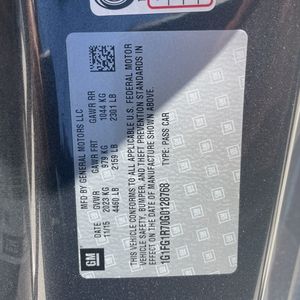 MFD BY GENERAL MOTORS LLC
DATE GVWR GAWR FRT GAWR RR
11/15 2023 KG 979 KG 1044 KG
4460 LB 2159 LB 2301 LB
THIS VEHICLE CONFORMS TO ALL APPLICABLE U.S. FEDERAL MOTOR
VEHICLE SAFETY, BUMPER, AND THEFT PREVENTION STANDARDS IN
EFFECT ON THE DATE OF MANUFACTURE SHOWN ABOVE.
1G1FG1R70G0128768 TYPE: PASS CAR
GM